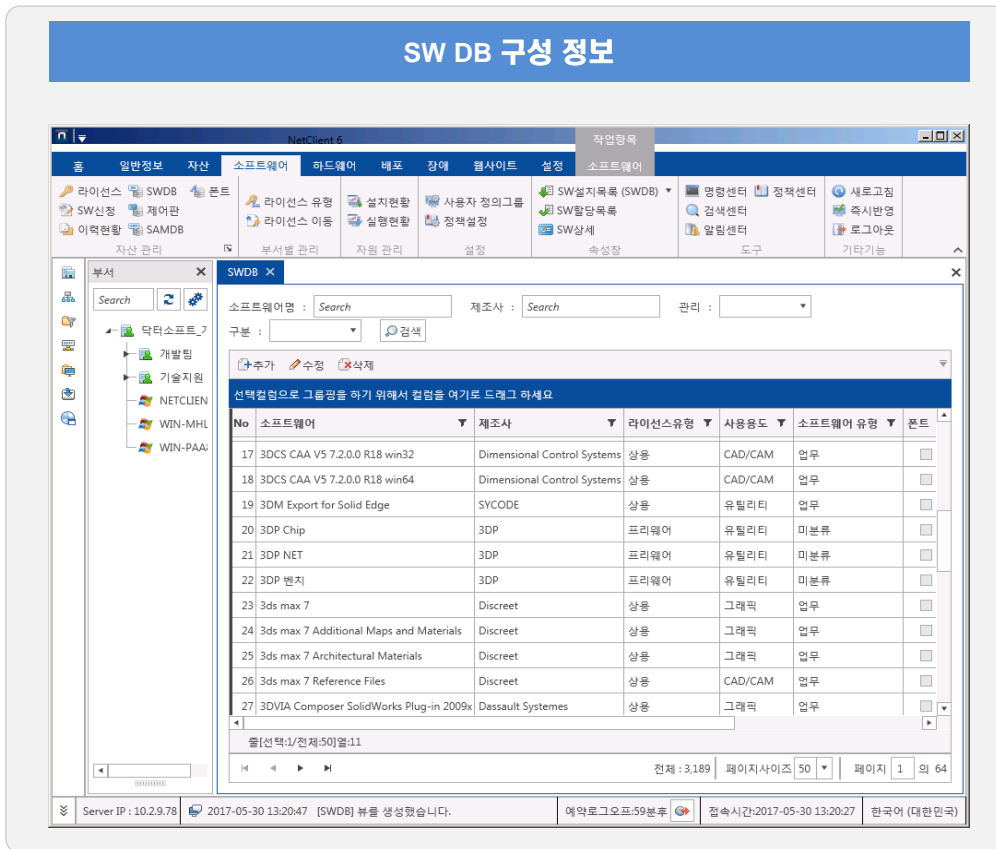 SW DB 구성 정보
NetClient 6
작업항목
홈 일반정보 자산 소프트웨어 하드웨어 배포 장애 웹사이트 설정 소프트웨어
라이선스 SWDB 폰트
SW신청 제어판
이력현황 SAMDB
자산 관리
라이선스 유형
라이선스 이동
부서별 관리
설치현황
실행현황
자원 관리
사용자 정의그룹
정책설정
설정
SW설치목록 (SWDB)
SW할당목록
SW상세
속성창
명령센터 정책센터
검색센터
알림센터
도구
새로고침
즉시반영
로그아웃
기타기능
부서
Search
닥터소프트_기
개발팀
기술지원
NETCLIEN
WIN-MHL
WIN-PAA
SWDB
소프트웨어명 : Search 제조사 : Search 관리 :
구분 : 검색
추가 수정 삭제
선택컬럼으로 그룹핑을 하기 위해서 컬럼을 여기로 드래그 하세요
No 소프트웨어 제조사 라이선스유형 사용용도 소프트웨어 유형 폰트
17 3DCS CAA V5 7.2.0.0 R18 win32 Dimensional Control Systems 상용 CAD/CAM 업무
18 3DCS CAA V5 7.2.0.0 R18 win64 Dimensional Control Systems 상용 CAD/CAM 업무
19 3DM Export for Solid Edge SYCODE 상용 유틸리티 업무
20 3DP Chip 3DP 프리웨어 유틸리티 미분류
21 3DP NET 3DP 프리웨어 유틸리티 미분류
22 3DP 벤치 3DP 프리웨어 유틸리티 미분류
23 3ds max 7 Discreet 상용 그래픽 업무
24 3ds max 7 Additional Maps and Materials Discreet 상용 그래픽 업무
25 3ds max 7 Architectural Materials Discreet 상용 그래픽 업무
26 3ds max 7 Reference Files Discreet 상용 CAD/CAM 업무
27 3DVIA Composer SolidWorks Plug-in 2009x Dassault Systemes 상용 그래픽 업무
줄[선택:1/전체:50]열:11
전체 : 3,189 페이지사이즈 50 페이지 1 의 64
Server IP : 10.2.9.78 2017-05-30 13:20:47 [SWDB] 뷰를 생성했습니다. 예약로그오프:59분후 접속시간:2017-05-30 13:20:27 한국어 (대한민국)